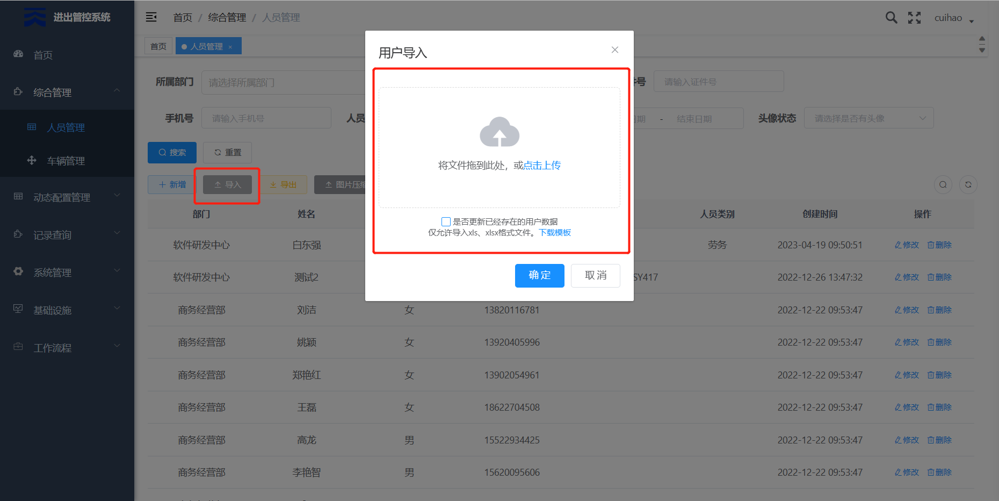 进出管控系统
首页 / 综合管理 / 人员管理
cuihao
首页
人员管理 ×
首页
综合管理
人员管理
车辆管理
动态配置管理
记录查询
系统管理
基础设施
工作流程
所属部门 请选择所属部门
件号 请输入证件号
手机号 请输入手机号
人员
日期 - 结束日期
头像状态 请选择是否有头像
搜索 重置
新增 导入 导出 图片压缩
用户导入
将文件拖到此处，或点击上传
是否更新已经存在的用户数据
仅允许导入xls、xlsx格式文件。下载模板
确 定 取 消
部门 姓名 人员类别 创建时间 操作
软件研发中心 白东强 劳务 2023-04-19 09:50:51 修改 删除
软件研发中心 测试2 SY417 2022-12-26 13:47:32 修改 删除
商务经营部 刘洁 女 13820116781 2022-12-22 09:53:47 修改 删除
商务经营部 姚颖 女 13920405996 2022-12-22 09:53:47 修改 删除
商务经营部 郑艳红 女 13902054961 2022-12-22 09:53:47 修改 删除
商务经营部 王磊 女 18622704508 2022-12-22 09:53:47 修改 删除
商务经营部 高龙 男 15522934425 2022-12-22 09:53:47 修改 删除
商务经营部 李艳智 男 15620095606 2022-12-22 09:53:47 修改 删除